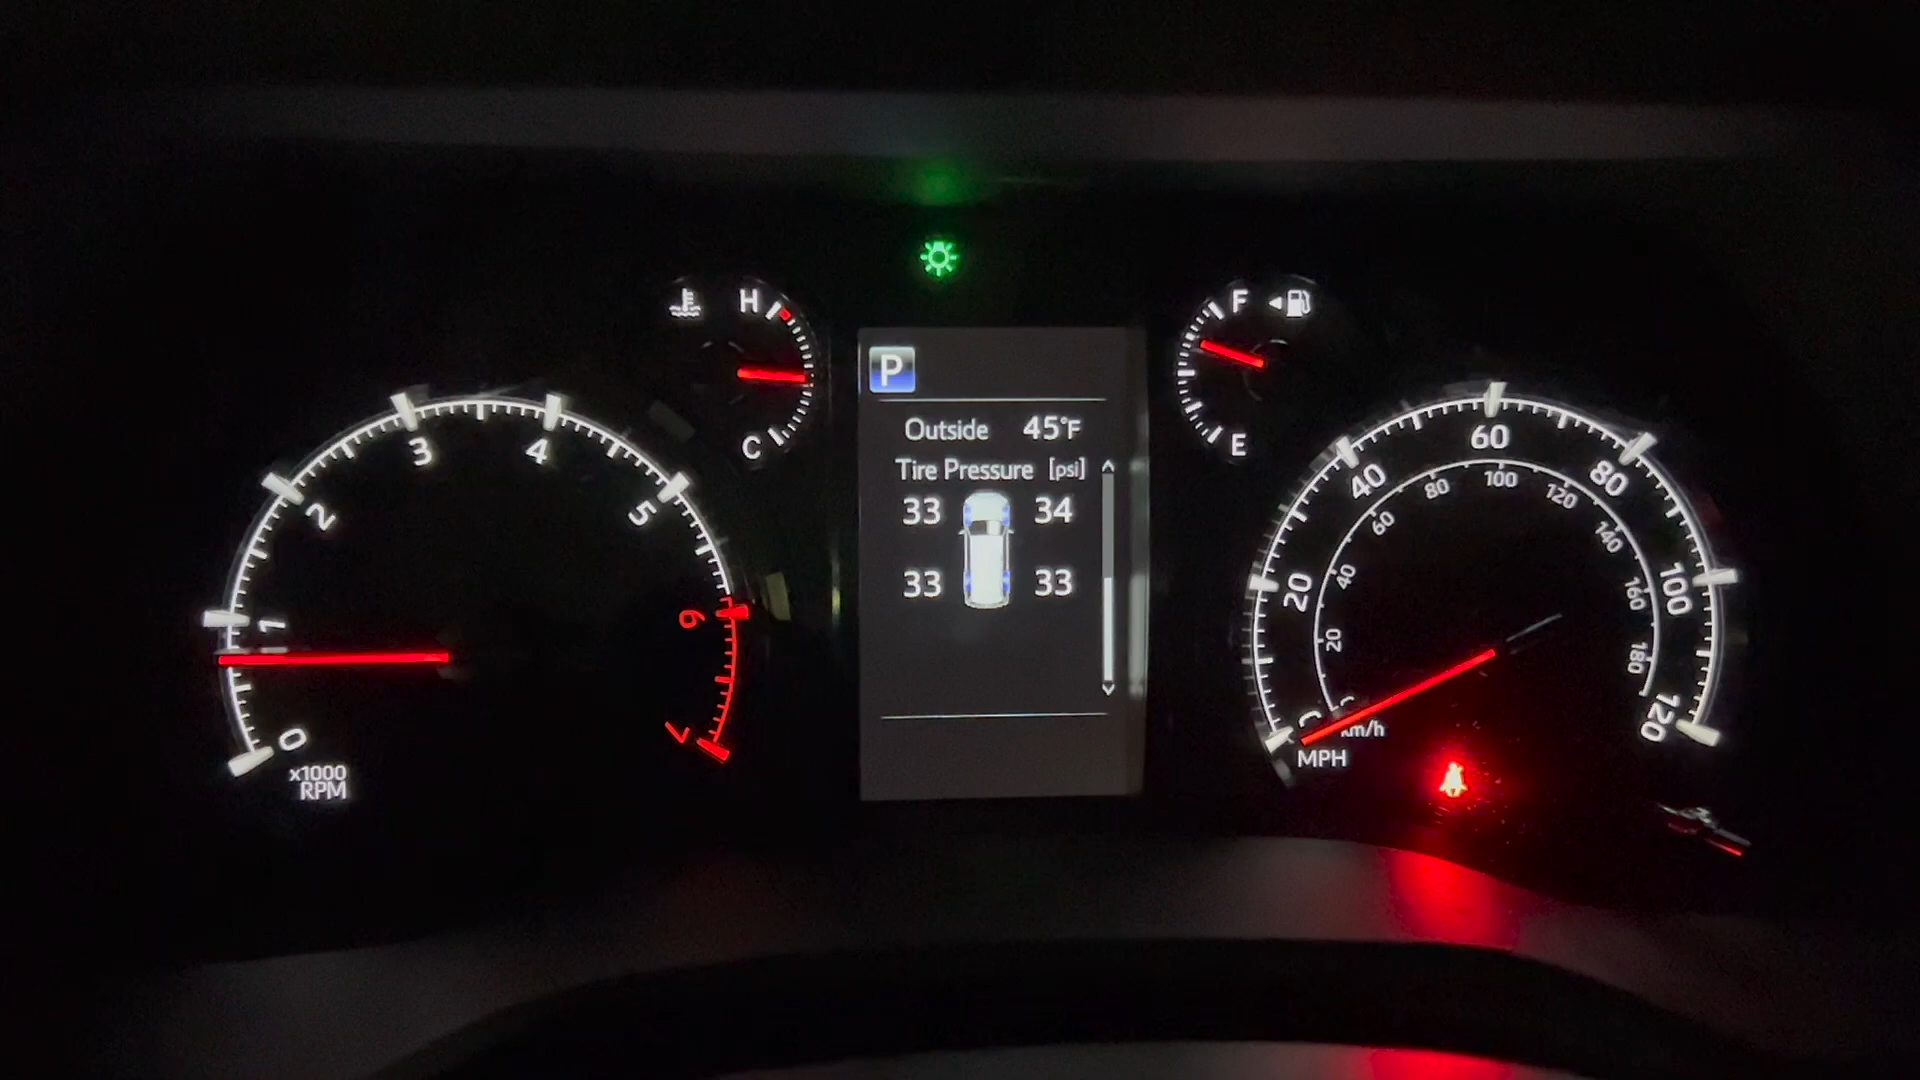 H
F
P
C
E
Outside 45°F
Tire Pressure [psi]
33 34
33 33
0
1
2
3
4
5
6
7
x1000
RPM
20
40
60
80
100
120
20
40
60
80
100
120
140
160
180
km/h
MPH